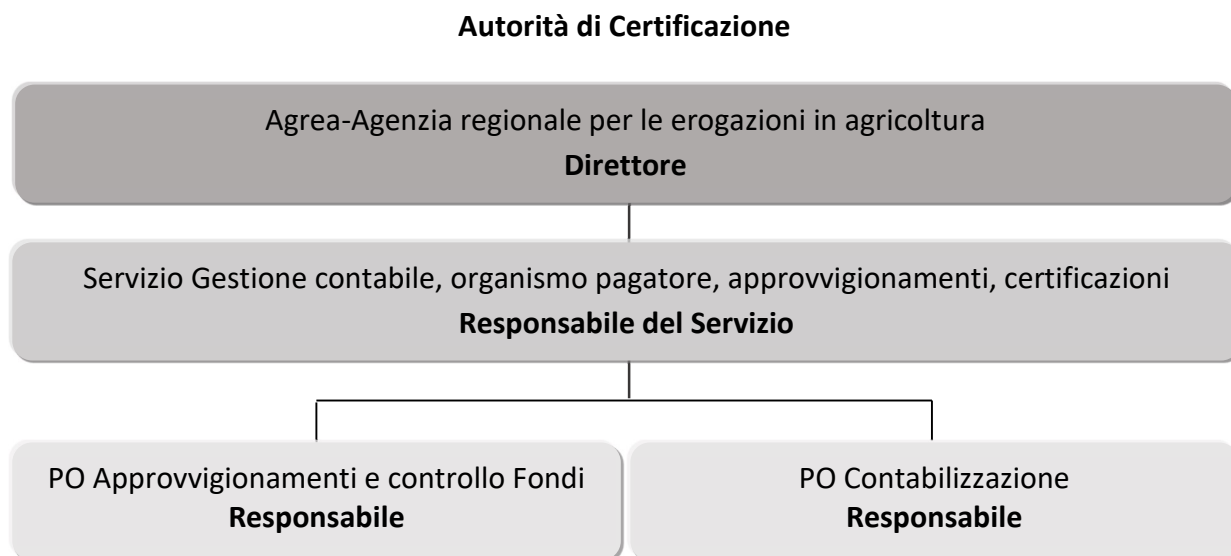 Autorità di Certificazione
Agrea-Agenzia regionale per le erogazioni in agricoltura
Direttore
Servizio Gestione contabile, organismo pagatore, approvvigionamenti, certificazioni
Responsabile del Servizio
PO Approvvigionamenti e controllo Fondi
Responsabile
PO Contabilizzazione
Responsabile